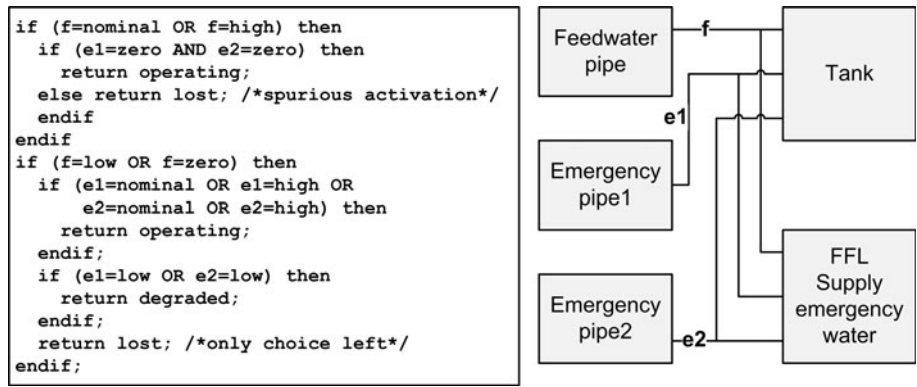 if (f=nominal OR f=high) then
if (e1=zero AND e2=zero) then
return operating;
else return lost; /*spurious activation*/
endif
endif
if (f=low OR f=zero) then
if (e1=nominal OR e1=high OR
e2=nominal OR e2=high) then
return operating;
endif;
if (e1=low OR e2=low) then
return degraded;
endif;
return lost; /*only choice left*/
endif;
Feedwater
pipe
f
Tank
e1
Emergency
pipe1
FFL
Supply
emergency
water
Emergency
pipe2
e2